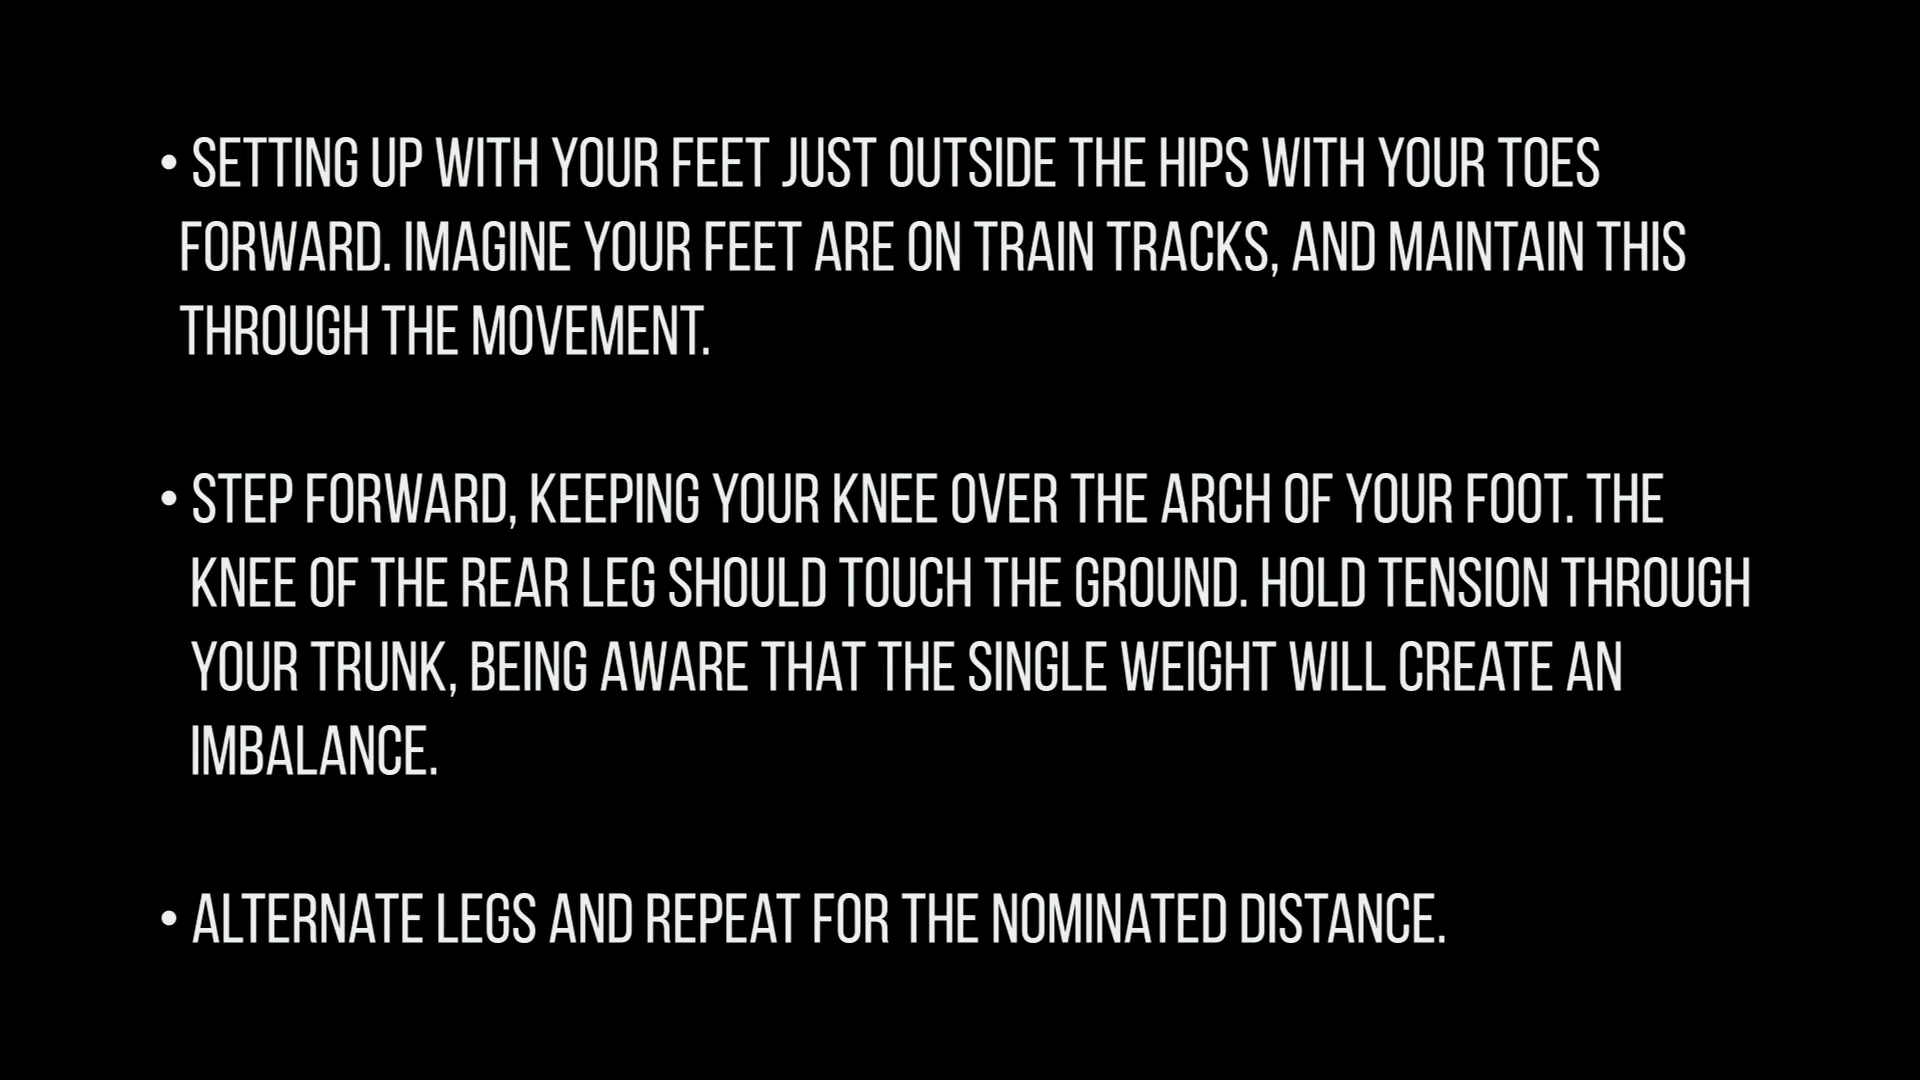 • SETTING UP WITH YOUR FEET JUST OUTSIDE THE HIPS WITH YOUR TOES
FORWARD. IMAGINE YOUR FEET ARE ON TRAIN TRACKS, AND MAINTAIN THIS
THROUGH THE MOVEMENT.
• STEP FORWARD, KEEPING YOUR KNEE OVER THE ARCH OF YOUR FOOT. THE
KNEE OF THE REAR LEG SHOULD TOUCH THE GROUND. HOLD TENSION THROUGH
YOUR TRUNK, BEING AWARE THAT THE SINGLE WEIGHT WILL CREATE AN
IMBALANCE.
• ALTERNATE LEGS AND REPEAT FOR THE NOMINATED DISTANCE.